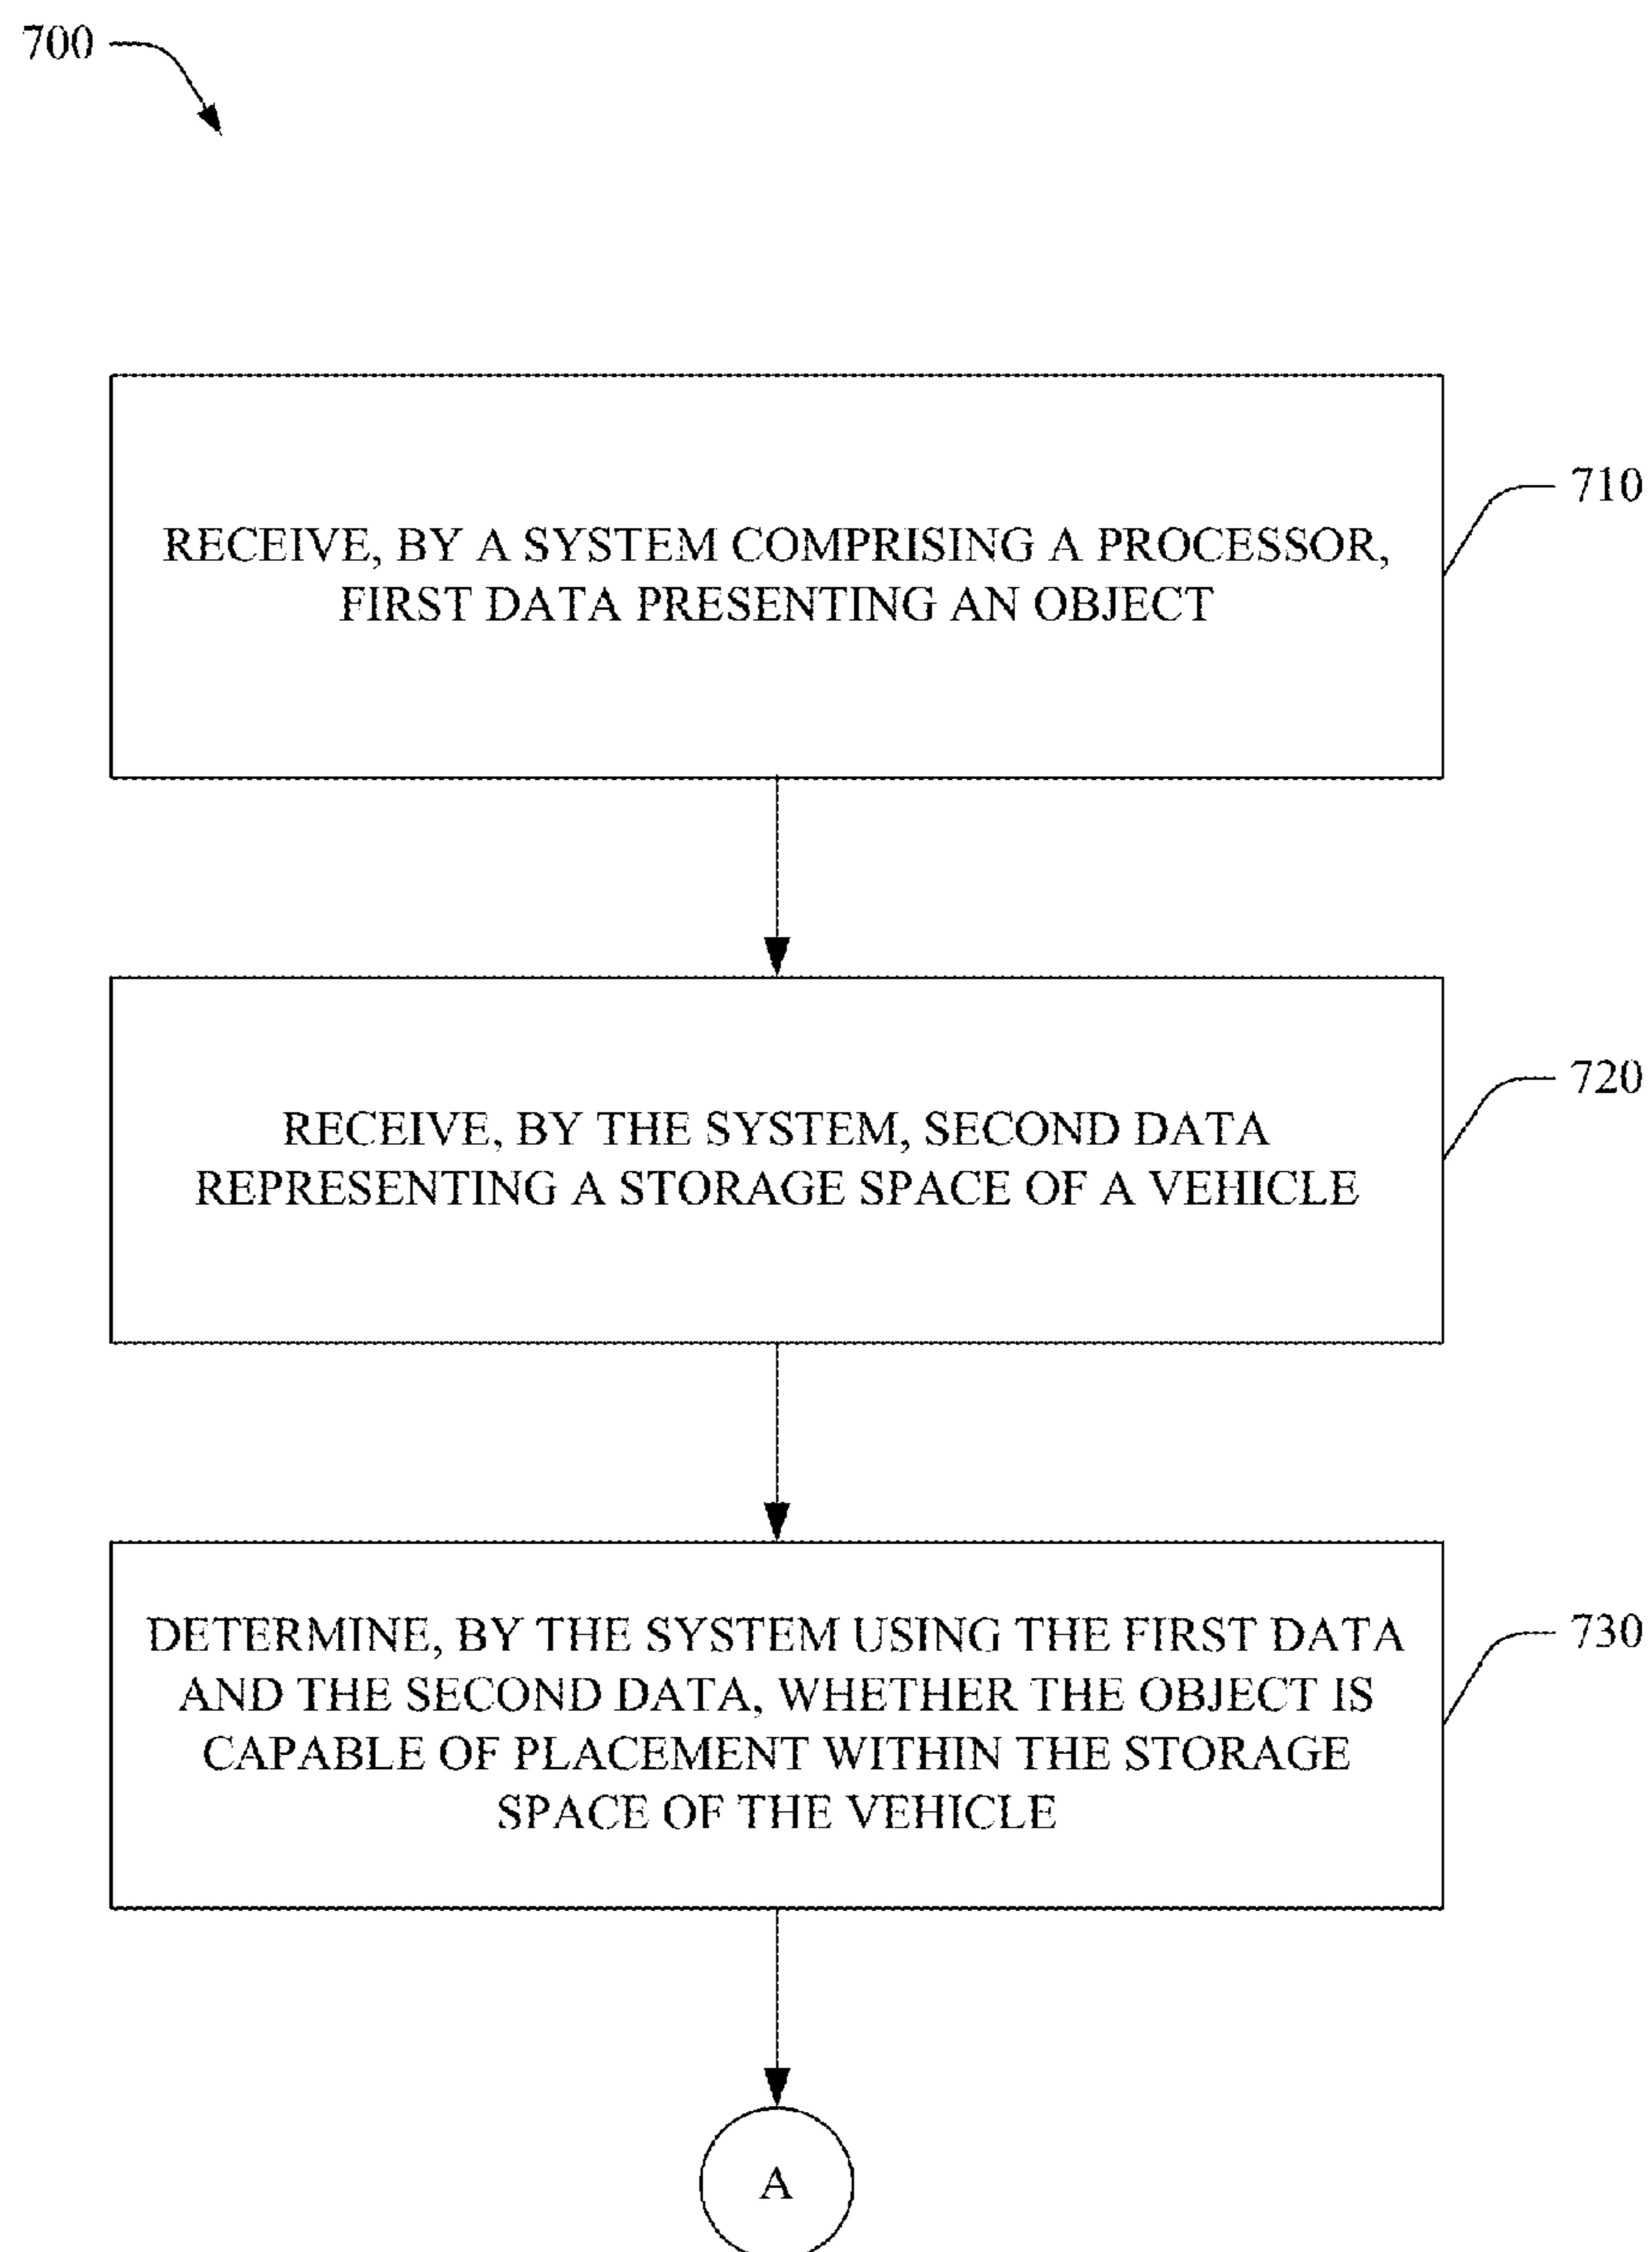 700
RECEIVE, BY A SYSTEM COMPRISING A PROCESSOR,
FIRST DATA PRESENTING AN OBJECT
710
RECEIVE, BY THE SYSTEM, SECOND DATA
REPRESENTING A STORAGE SPACE OF A VEHICLE
720
DETERMINE, BY THE SYSTEM USING THE FIRST DATA
AND THE SECOND DATA, WHETHER THE OBJECT IS
CAPABLE OF PLACEMENT WITHIN THE STORAGE
SPACE OF THE VEHICLE
730
A